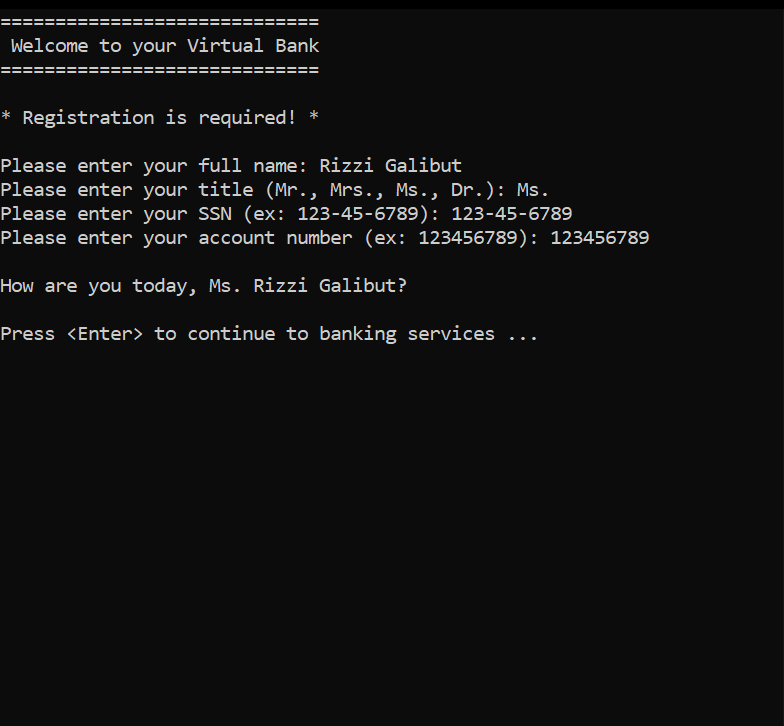 =============================
Welcome to your Virtual Bank
=============================
* Registration is required! *
Please enter your full name: Rizzi Galibut
Please enter your title (Mr., Mrs., Ms., Dr.): Ms.
Please enter your SSN (ex: 123-45-6789): 123-45-6789
Please enter your account number (ex: 123456789): 123456789
How are you today, Ms. Rizzi Galibut?
Press <Enter> to continue to banking services ...